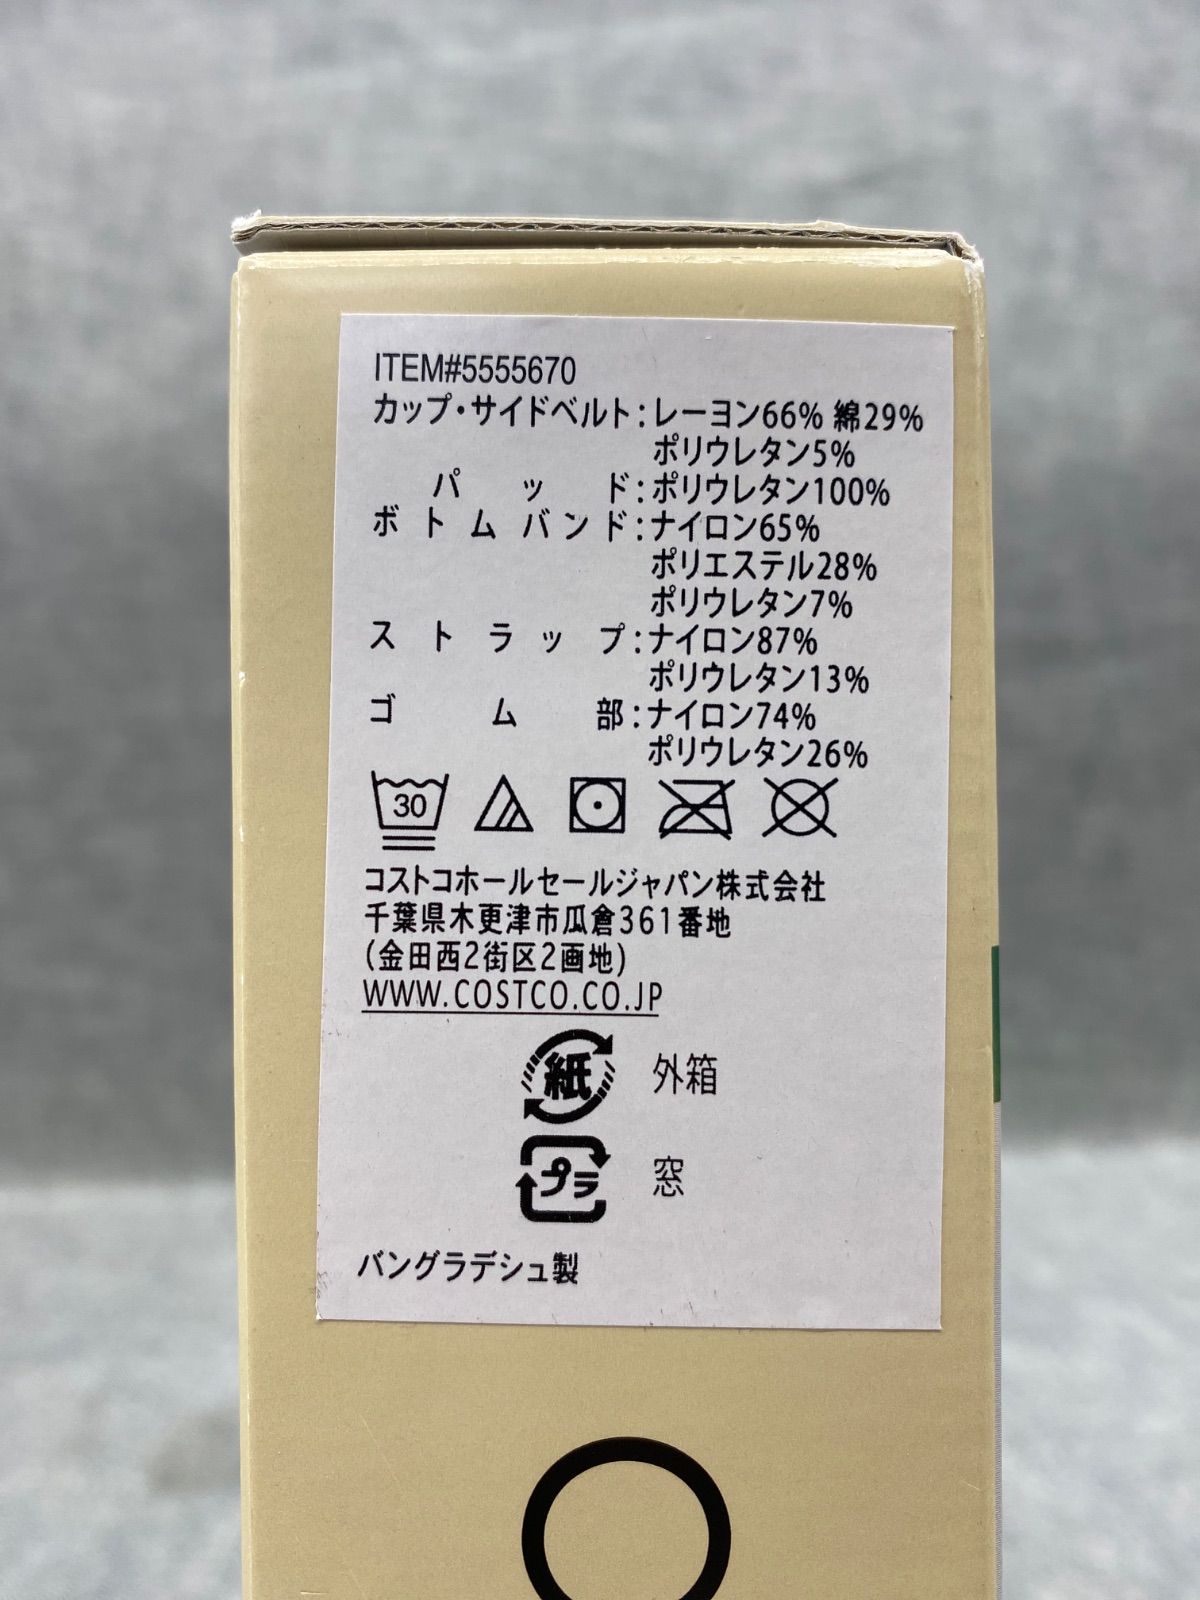 ITEM#5555670
カップ・サイドベルト:レーヨン66% 綿29%
ポリウレタン5%
パッド:ポリウレタン100%
ボトムバンド:ナイロン65%
ポリエステル28%
ポリウレタン7%
ストラップ:ナイロン87%
ポリウレタン13%
ゴム部:ナイロン74%
ポリウレタン26%
30
コストコホールセールジャパン株式会社
千葉県木更津市瓜倉361番地
(金田西2街区2画地)
WWW.COSTCO.CO.JP
紙 外箱
プラ 窓
バングラデシュ製